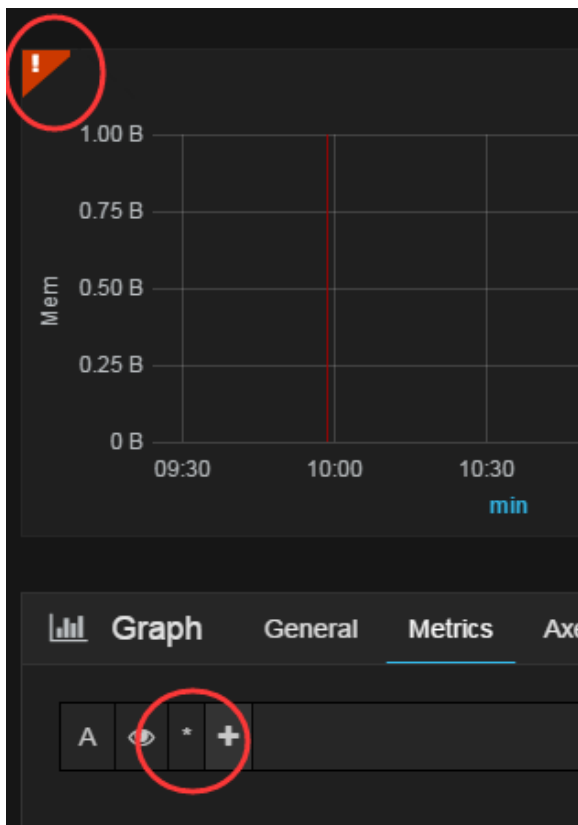 !
1.00 B
0.75 B
Mem
0.50 B
0.25 B
0 B
09:30 10:00 10:30
min
Graph General Metrics Axe
A * +